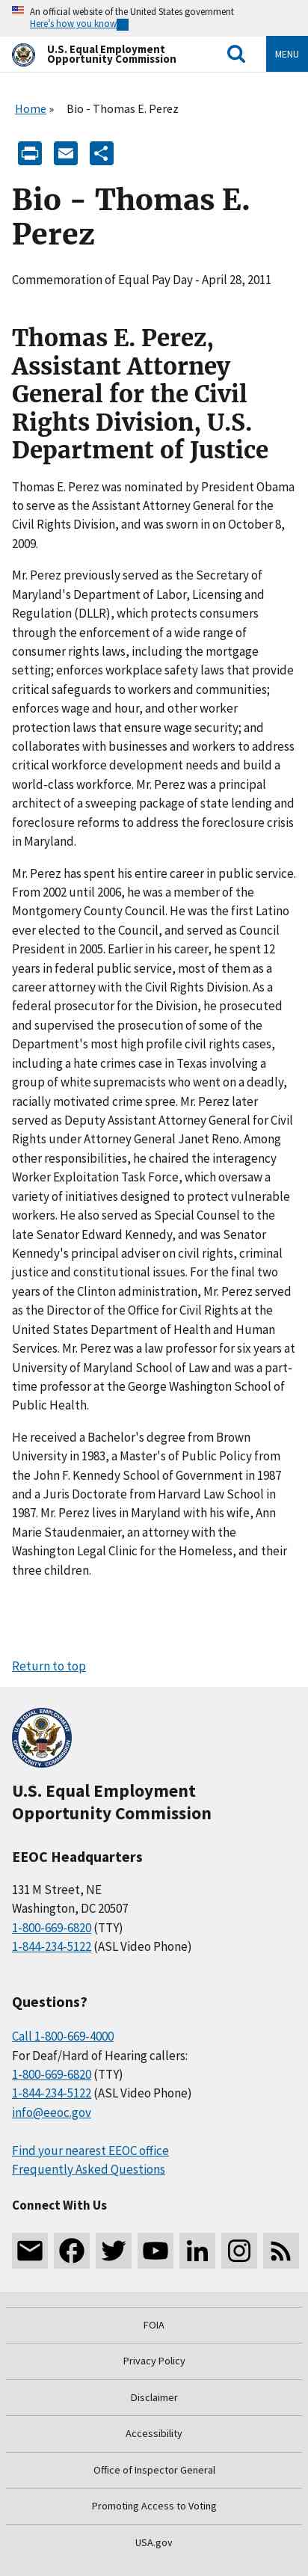 An official website of the United States government
Here’s how you know
U.S. Equal Employment
Opportunity Commission
MENU
Home » Bio - Thomas E. Perez
Bio - Thomas E.
Perez
Commemoration of Equal Pay Day - April 28, 2011
Thomas E. Perez,
Assistant Attorney
General for the Civil
Rights Division, U.S.
Department of Justice
Thomas E. Perez was nominated by President Obama
to serve as the Assistant Attorney General for the
Civil Rights Division, and was sworn in on October 8,
2009.
Mr. Perez previously served as the Secretary of
Maryland's Department of Labor, Licensing and
Regulation (DLLR), which protects consumers
through the enforcement of a wide range of
consumer rights laws, including the mortgage
setting; enforces workplace safety laws that provide
critical safeguards to workers and communities;
enforces wage and hour, and other worker
protection laws that ensure wage security; and
collaborates with businesses and workers to address
critical workforce development needs and build a
world-class workforce. Mr. Perez was a principal
architect of a sweeping package of state lending and
foreclosure reforms to address the foreclosure crisis
in Maryland.
Mr. Perez has spent his entire career in public service.
From 2002 until 2006, he was a member of the
Montgomery County Council. He was the first Latino
ever elected to the Council, and served as Council
President in 2005. Earlier in his career, he spent 12
years in federal public service, most of them as a
career attorney with the Civil Rights Division. As a
federal prosecutor for the Division, he prosecuted
and supervised the prosecution of some of the
Department's most high profile civil rights cases,
including a hate crimes case in Texas involving a
group of white supremacists who went on a deadly,
racially motivated crime spree. Mr. Perez later
served as Deputy Assistant Attorney General for Civil
Rights under Attorney General Janet Reno. Among
other responsibilities, he chaired the interagency
Worker Exploitation Task Force, which oversaw a
variety of initiatives designed to protect vulnerable
workers. He also served as Special Counsel to the
late Senator Edward Kennedy, and was Senator
Kennedy's principal adviser on civil rights, criminal
justice and constitutional issues. For the final two
years of the Clinton administration, Mr. Perez served
as the Director of the Office for Civil Rights at the
United States Department of Health and Human
Services. Mr. Perez was a law professor for six years at
University of Maryland School of Law and was a part-
time professor at the George Washington School of
Public Health.
He received a Bachelor's degree from Brown
University in 1983, a Master's of Public Policy from
the John F. Kennedy School of Government in 1987
and a Juris Doctorate from Harvard Law School in
1987. Mr. Perez lives in Maryland with his wife, Ann
Marie Staudenmaier, an attorney with the
Washington Legal Clinic for the Homeless, and their
three children.
Return to top
U.S. Equal Employment
Opportunity Commission
EEOC Headquarters
131 M Street, NE
Washington, DC 20507
1-800-669-6820 (TTY)
1-844-234-5122 (ASL Video Phone)
Questions?
Call 1-800-669-4000
For Deaf/Hard of Hearing callers:
1-800-669-6820 (TTY)
1-844-234-5122 (ASL Video Phone)
info@eeoc.gov
Find your nearest EEOC office
Frequently Asked Questions
Connect With Us
FOIA
Privacy Policy
Disclaimer
Accessibility
Office of Inspector General
Promoting Access to Voting
USA.gov